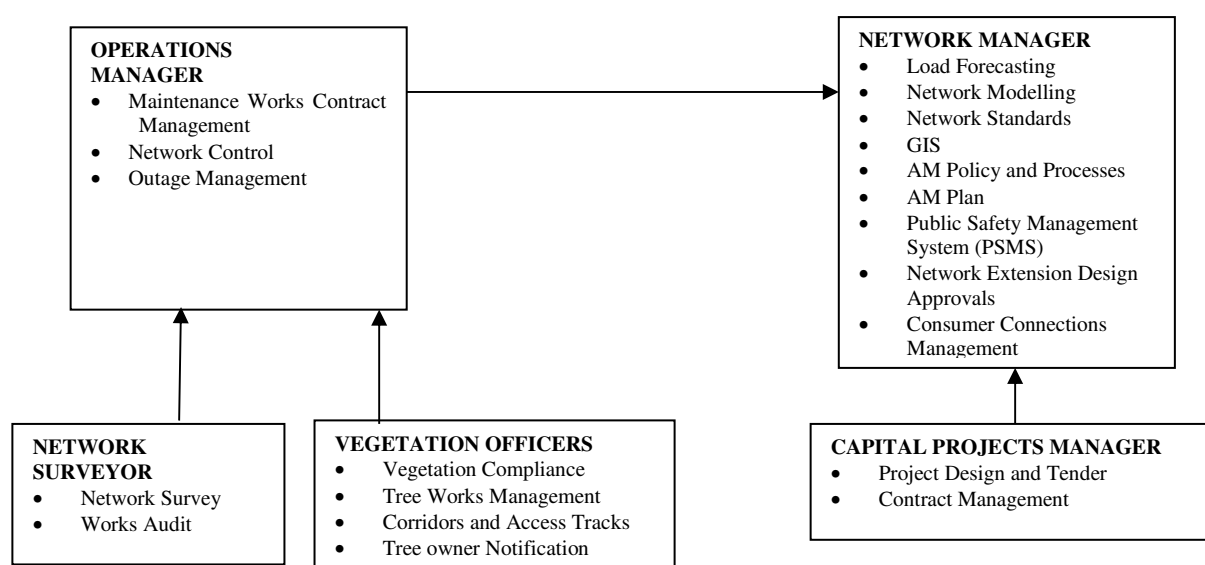 OPERATIONS
MANAGER
• Maintenance Works Contract
Management
• Network Control
• Outage Management
NETWORK MANAGER
• Load Forecasting
• Network Modelling
• Network Standards
• GIS
• AM Policy and Processes
• AM Plan
• Public Safety Management
System (PSMS)
• Network Extension Design
Approvals
• Consumer Connections
Management
NETWORK
SURVEYOR
• Network Survey
• Works Audit
VEGETATION OFFICERS
• Vegetation Compliance
• Tree Works Management
• Corridors and Access Tracks
• Tree owner Notification
CAPITAL PROJECTS MANAGER
• Project Design and Tender
• Contract Management